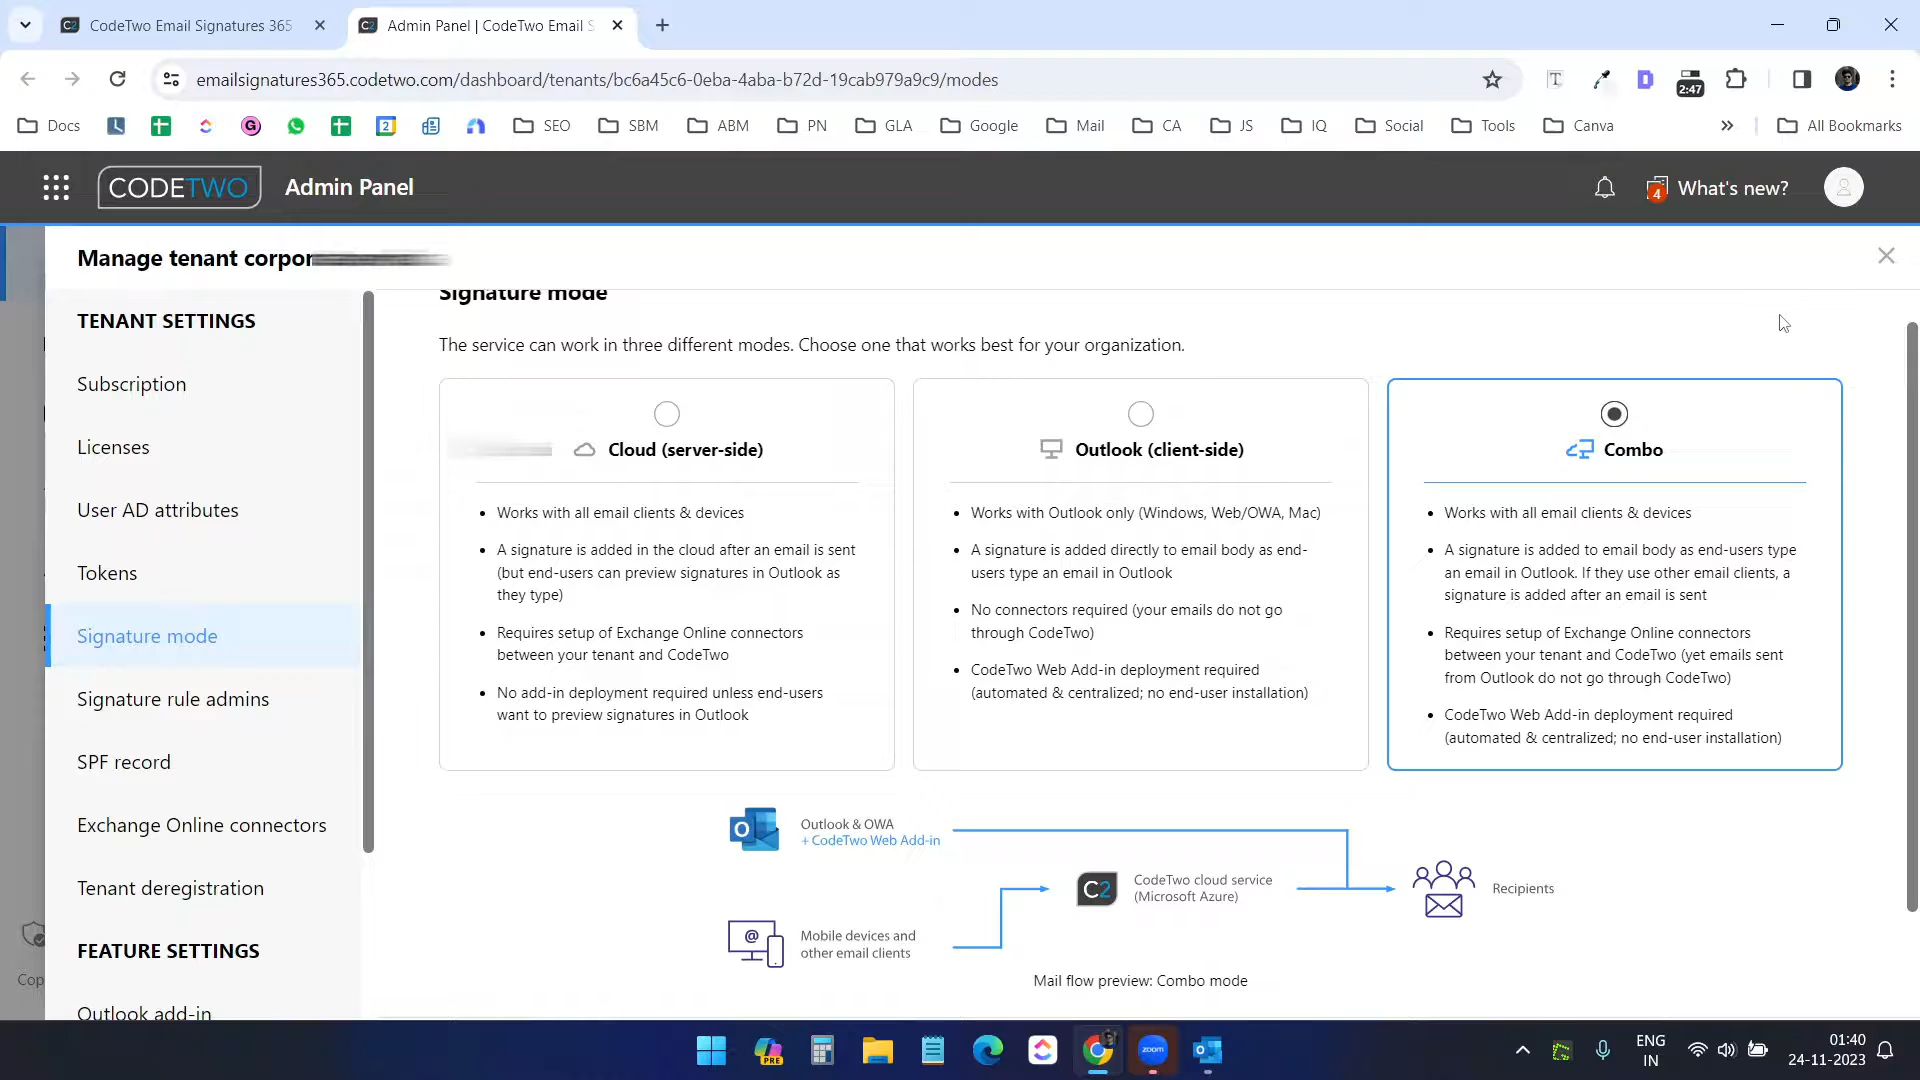 CodeTwo Email Signatures 365
Admin Panel | CodeTwo Email S
emailsignatures365.codetwo.com/dashboard/tenants/bc6a45c6-0eba-4aba-b72d-19cab979a9c9/modes
2:47
Docs
2
SEO
SBM
ABM
PN
GLA
Google
Mail
CA
JS
IQ
Social
Tools
Canva
All Bookmarks
CODETWO
Admin Panel
4
What's new?
Manage tenant corpor
TENANT SETTINGS
Subscription
Licenses
User AD attributes
Tokens
Signature mode
Signature rule admins
SPF record
Exchange Online connectors
Tenant deregistration
FEATURE SETTINGS
Outlook add-in
Cop
Signature mode
The service can work in three different modes. Choose one that works best for your organization.
Cloud (server-side)
• Works with all email clients & devices
• A signature is added in the cloud after an email is sent
(but end-users can preview signatures in Outlook as
they type)
• Requires setup of Exchange Online connectors
between your tenant and CodeTwo
• No add-in deployment required unless end-users
want to preview signatures in Outlook
Outlook (client-side)
• Works with Outlook only (Windows, Web/OWA, Mac)
• A signature is added directly to email body as end-
users type an email in Outlook
• No connectors required (your emails do not go
through CodeTwo)
• CodeTwo Web Add-in deployment required
(automated & centralized; no end-user installation)
Combo
• Works with all email clients & devices
• A signature is added to email body as end-users type
an email in Outlook. If they use other email clients, a
signature is added after an email is sent
• Requires setup of Exchange Online connectors
between your tenant and CodeTwo (yet emails sent
from Outlook do not go through CodeTwo)
• CodeTwo Web Add-in deployment required
(automated & centralized; no end-user installation)
Outlook & OWA
+ CodeTwo Web Add-in
C2
CodeTwo cloud service
(Microsoft Azure)
Recipients
@
Mobile devices and
other email clients
Mail flow preview: Combo mode
PRE
zoom
ENG
IN
01:40
24-11-2023